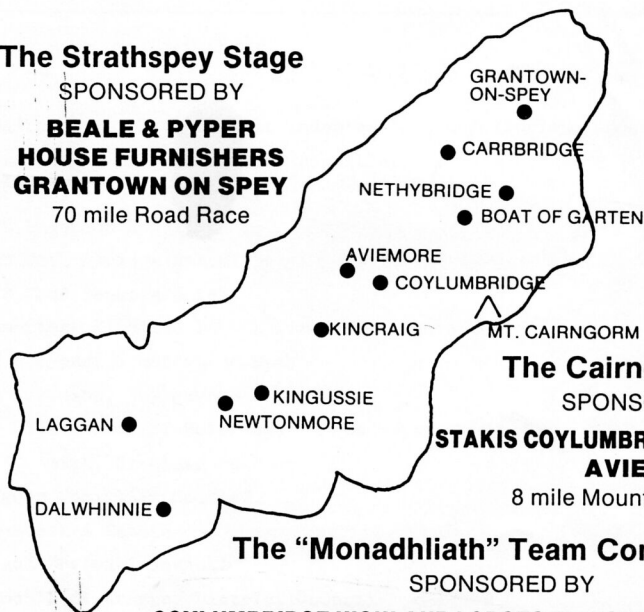 The Strathspey Stage
SPONSORED BY
BEALE & PYPER
HOUSE FURNISHERS
GRANTOWN ON SPEY
70 mile Road Race
GRANTOWN-
ON-SPEY
CARRBRIDGE
NETHYBRIDGE
BOAT OF GARTEN
AVIEMORE
COYLUMBRIDGE
KINCRAIG
MT. CAIRNGORM
KINGUSSIE
NEWTONMORE
LAGGAN
DALWHINNIE
The Cairn
SPONS
STAKIS COYLUMBR
AVIE
8 mile Mount
The “Monadhliath” Team Con
SPONSORED BY